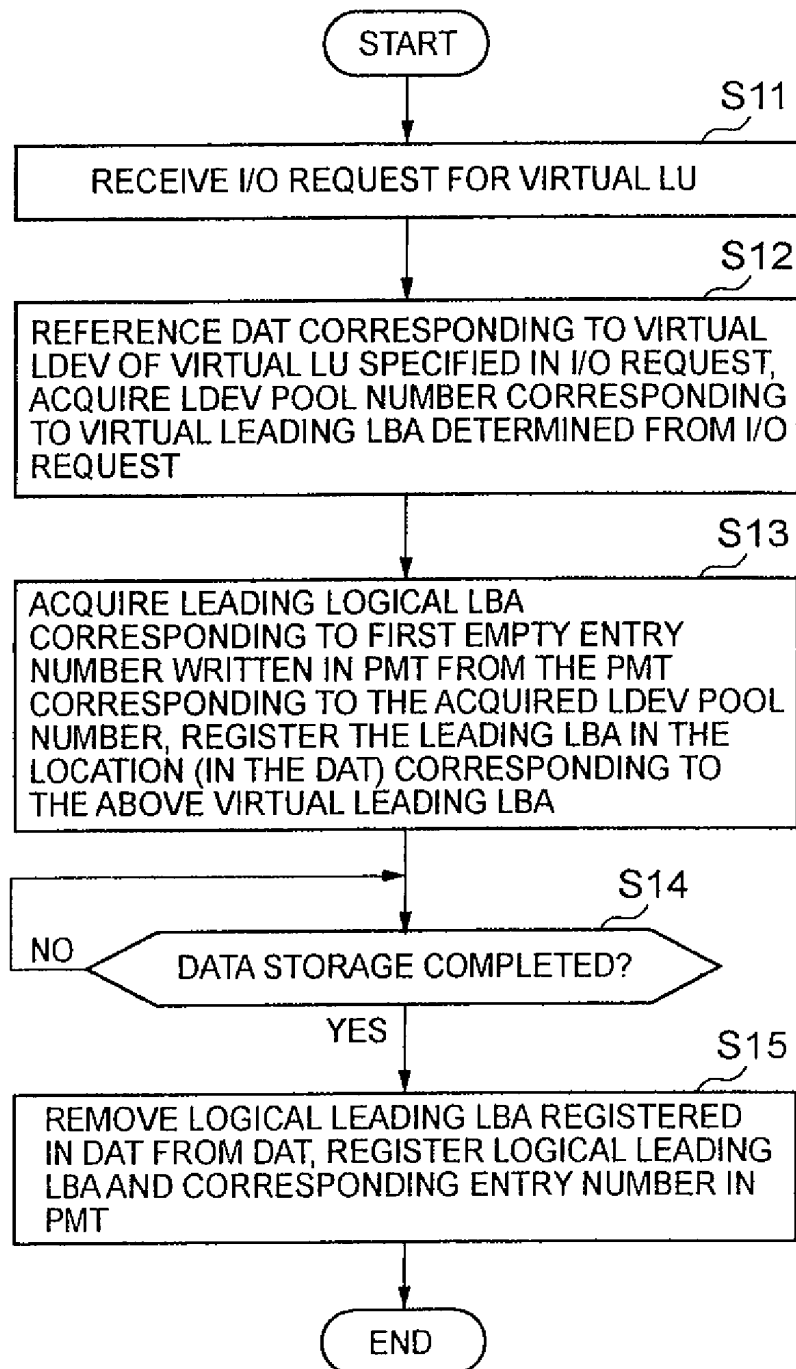 START
S11
RECEIVE I/O REQUEST FOR VIRTUAL LU
S12
REFERENCE DAT CORRESPONDING TO VIRTUAL
LDEV OF VIRTUAL LU SPECIFIED IN I/O REQUEST,
ACQUIRE LDEV POOL NUMBER CORRESPONDING
TO VIRTUAL LEADING LBA DETERMINED FROM I/O
REQUEST
S13
ACQUIRE LEADING LOGICAL LBA
CORRESPONDING TO FIRST EMPTY ENTRY
NUMBER WRITTEN IN PMT FROM THE PMT
CORRESPONDING TO THE ACQUIRED LDEV POOL
NUMBER, REGISTER THE LEADING LBA IN THE
LOCATION (IN THE DAT) CORRESPONDING TO
THE ABOVE VIRTUAL LEADING LBA
S14
NO
DATA STORAGE COMPLETED?
YES
S15
REMOVE LOGICAL LEADING LBA REGISTERED
IN DAT FROM DAT, REGISTER LOGICAL LEADING
LBA AND CORRESPONDING ENTRY NUMBER IN
PMT
END